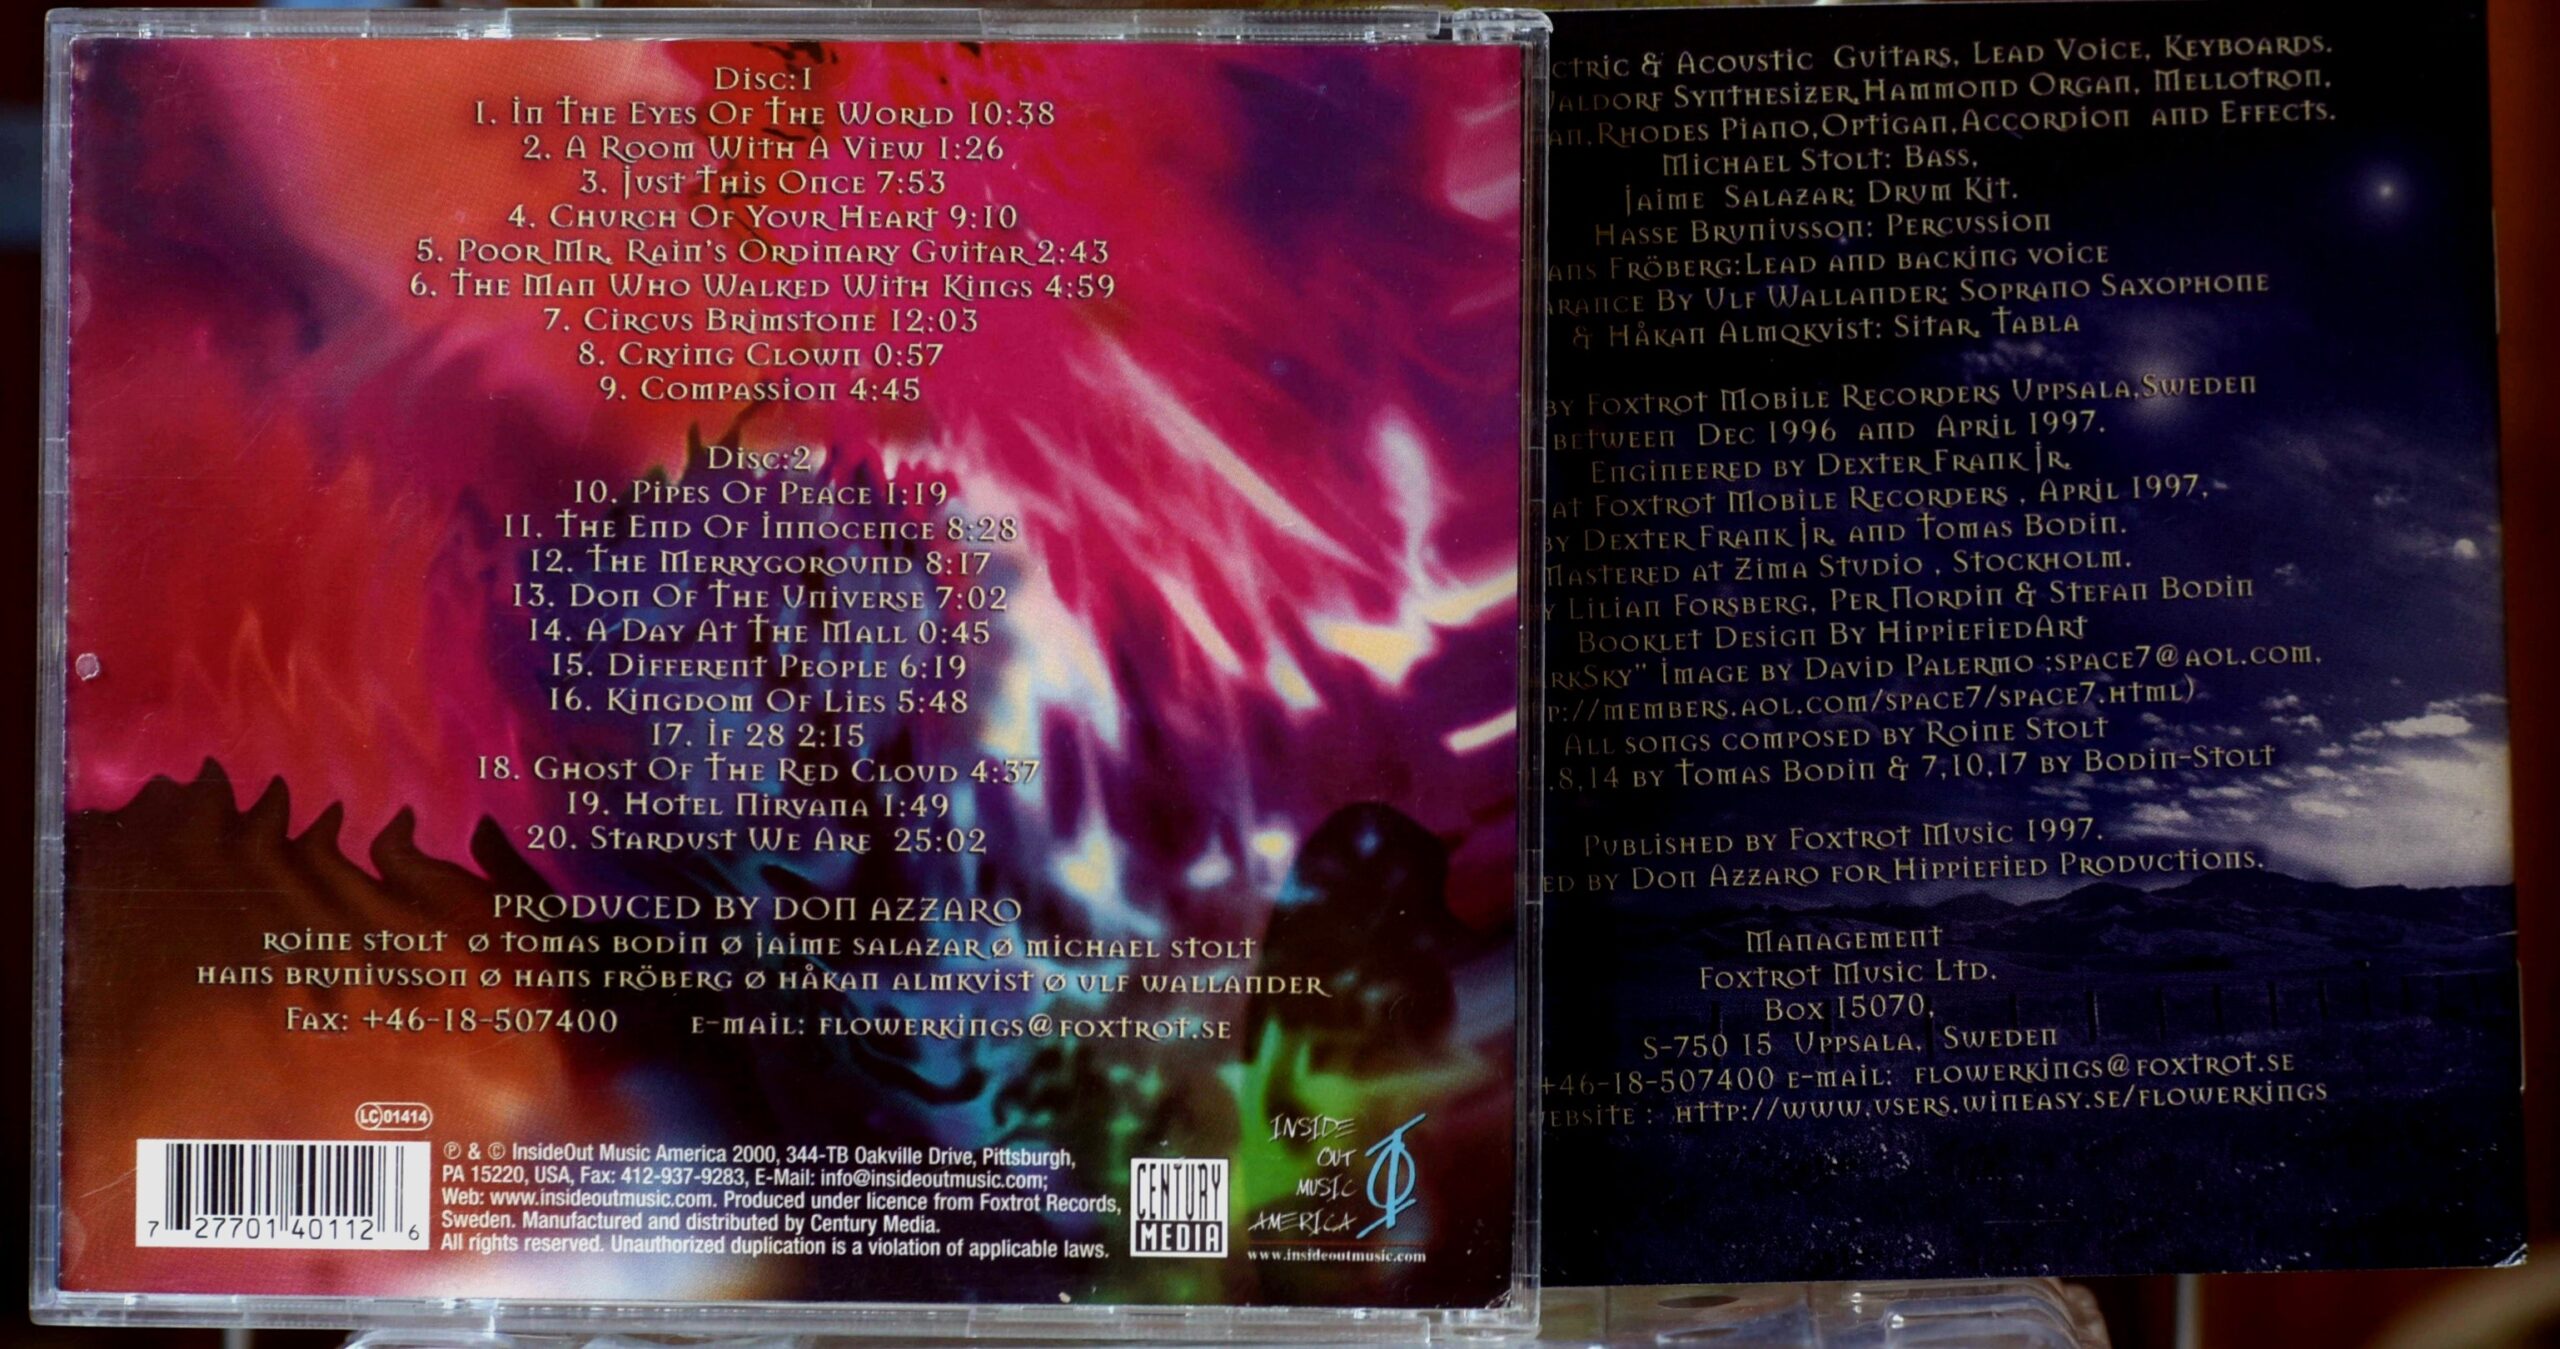 Disc:1
1. In The Eyes Of The World 10:38
2. A Room With A View 1:26
3. Just This Once 7:53
4. Church Of Your Heart 9:10
5. Poor Mr. Rain's Ordinary Guitar 2:43
6. The Man Who Walked With Kings 4:59
7. Circus Brimstone 12:03
8. Crying Clown 0:57
9. Compassion 4:45
Disc:2
10. Pipes Of Peace 1:19
11. The End Of Innocence 8:28
12. The Merrygoround 8:17
13. Don Of The Universe 7:02
14. A Day At The Mall 0:45
15. Different People 6:19
16. Kingdom Of Lies 5:48
17. If 28 2:15
18. Ghost Of The Red Cloud 4:37
19. Hotel Nirvana 1:49
20. Stardust We Are 25:02
PRODUCED BY DON AZZARO
ROINE STOLT Ø TOMAS BODIN Ø JAIME SALAZAR Ø MICHAEL STOLT
HANS BRUNIUSSON Ø HANS FRÖBERG Ø HÅKAN ALMKVIST Ø ULF WALLANDER
Fax: +46-18-507400 e-mail: flowerkings@foxtrot.se
LC 01414
7 27701 40112 6
℗ & © InsideOut Music America 2000, 344-TB Oakville Drive, Pittsburgh,
PA 15220, USA, Fax: 412-937-9283, E-Mail: info@insideoutmusic.com;
Web: www.insideoutmusic.com. Produced under licence from Foxtrot Records,
Sweden. Manufactured and distributed by Century Media.
All rights reserved. Unauthorized duplication is a violation of applicable laws.
CENTURY
MEDIA
INSIDE
OUT
MUSIC
AMERICA
www.insideoutmusic.com
& Acoustic Guitars, Lead Voice, Keyboards.
Synthesizer, Hammond Organ, Mellotron,
Rhodes Piano, Optigan, Accordion and Effects.
Michael Stolt: Bass,
Jaime Salazar: Drum Kit.
Hasse Bruniusson: Percussion
Fröberg: Lead and backing voice
By Ulf Wallander: Soprano Saxophone
& Håkan Almqkvist: Sitar, Tabla
by Foxtrot Mobile Recorders Uppsala, Sweden
between Dec 1996 and April 1997.
Engineered by Dexter Frank Jr.
at Foxtrot Mobile Recorders , April 1997,
by Dexter Frank Jr. and Tomas Bodin.
Mastered at Zima Studio , Stockholm.
Lilian Forsberg, Per Nordin & Stefan Bodin
Booklet Design By HippiefiedArt
Image by David Palermo ;space7@aol.com,
://members.aol.com/space7/space7.html)
All songs composed by Roine Stolt
8,14 by Tomas Bodin & 7,10,17 by Bodin-Stolt
Published by Foxtrot Music 1997.
by Don Azzaro for Hippiefied Productions.
Management
Foxtrot Music Ltd.
Box 15070,
S-750 15 Uppsala, Sweden
+46-18-507400 e-mail: flowerkings@foxtrot.se
website : http://www.users.wineasy.se/flowerkings